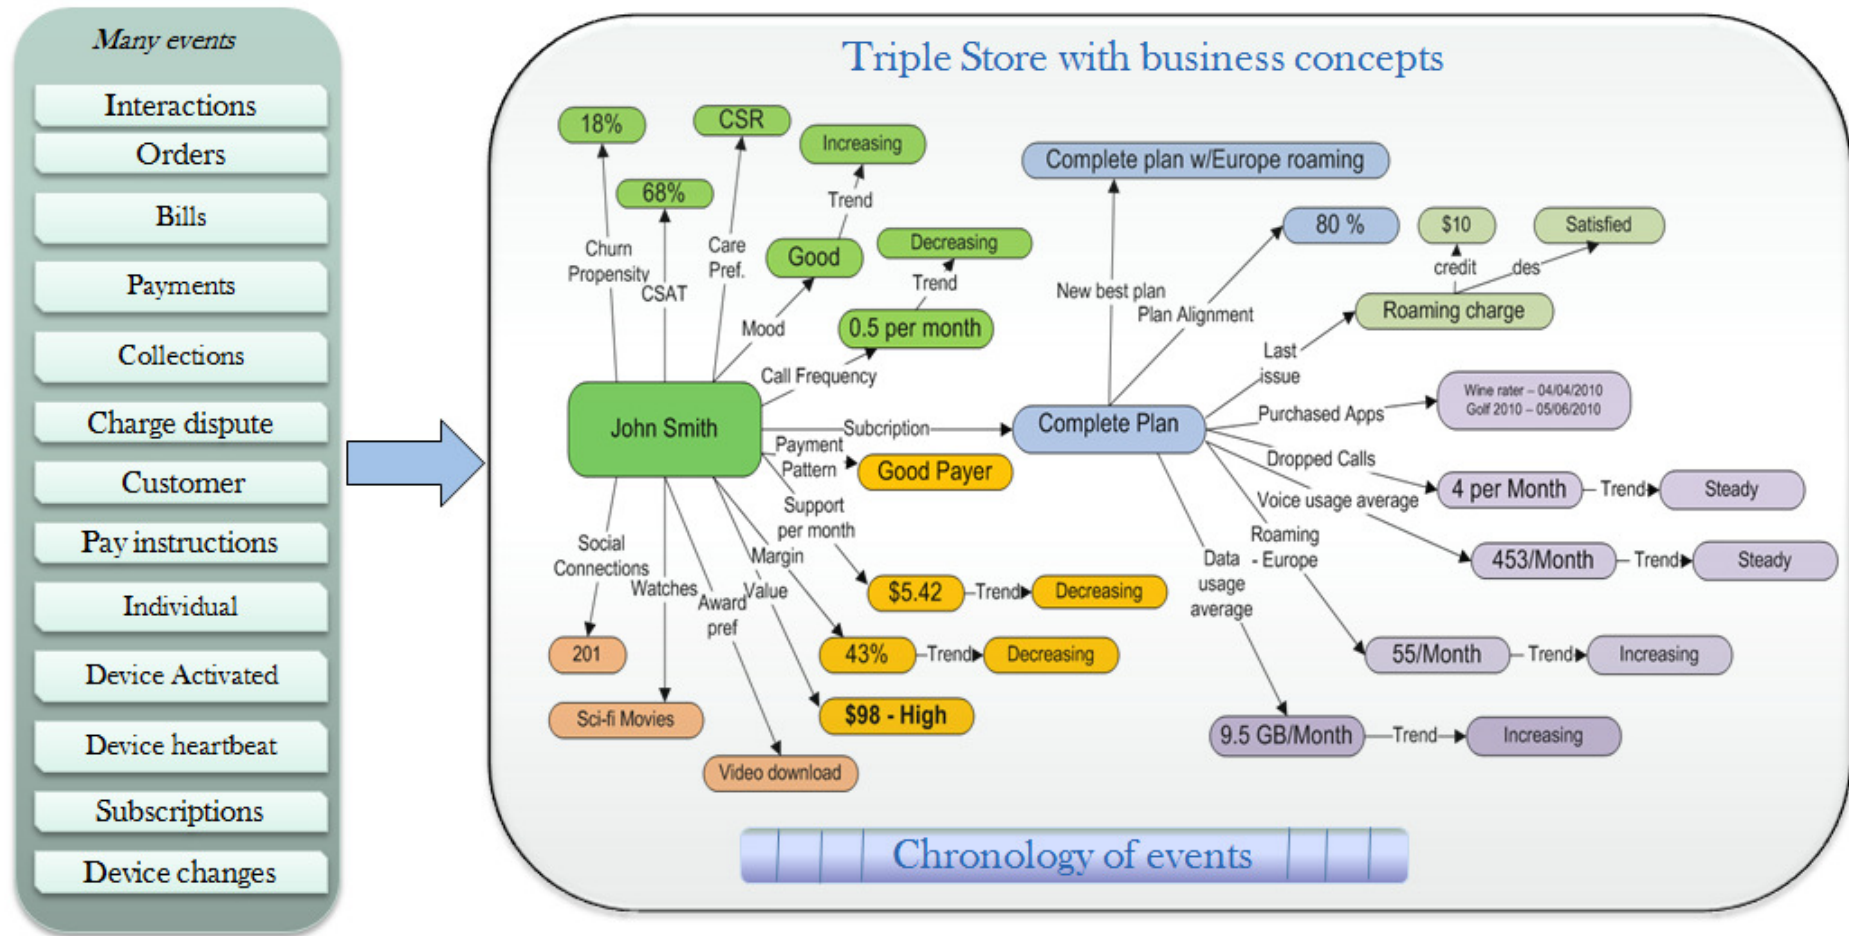 Many events
Interactions
Orders
Bills
Payments
Collections
Charge dispute
Customer
Pay instructions
Individual
Device Activated
Device heartbeat
Subscriptions
Device changes
Triple Store with business concepts
18%
CSR
Increasing
68%
Trend
Churn
Propensity
CSAT
Care
Pref.
Good
Decreasing
Trend
Mood
0.5 per month
Call Frequency
John Smith
Subcription
Payment
Pattern
Good Payer
Support
per month
Social
Connections
Watches
Award
pref
Margin
Value
$5.42
Trend
Decreasing
201
43%
Trend
Decreasing
Sci-fi Movies
$98 - High
Video download
Complete plan w/Europe roaming
80 %
$10
Satisfied
credit
des
New best plan
Plan Alignment
Roaming charge
Last
issue
Complete Plan
Purchased Apps
Wine rater – 04/04/2010
Golf 2010 – 05/06/2010
Dropped Calls
4 per Month
Trend
Steady
Voice usage average
453/Month
Trend
Steady
Roaming
- Europe
Data
usage
average
55/Month
Trend
Increasing
9.5 GB/Month
Trend
Increasing
Chronology of events